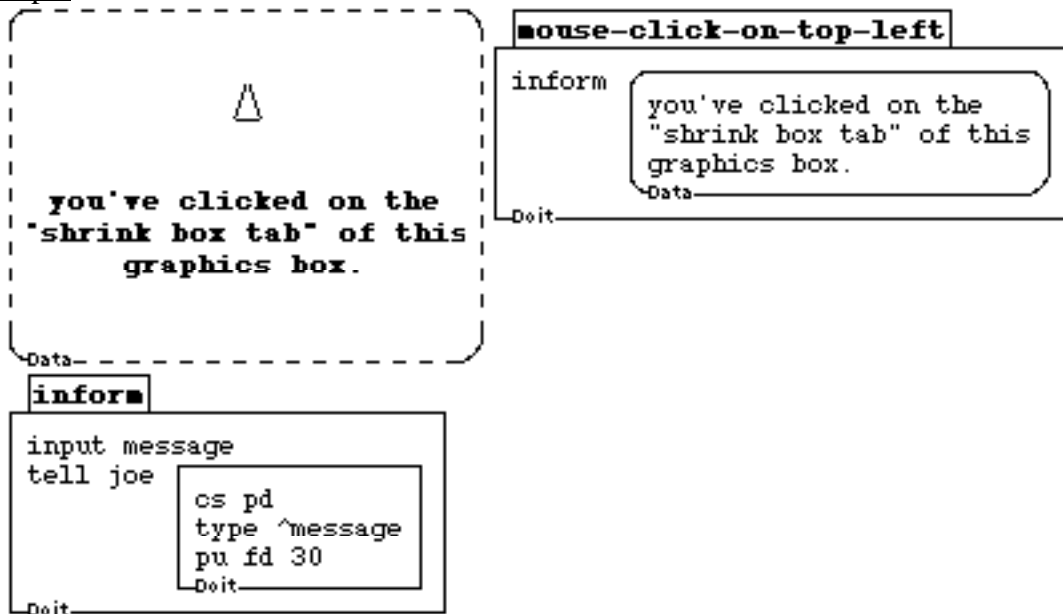 you've clicked on the
"shrink box tab" of this
graphics box.
Data
mouse-click-on-top-left
inform
you've clicked on the
"shrink box tab" of this
graphics box.
Data
Doit
inform
input message
tell joe
cs pd
type ^message
pu fd 30
Doit
Doit